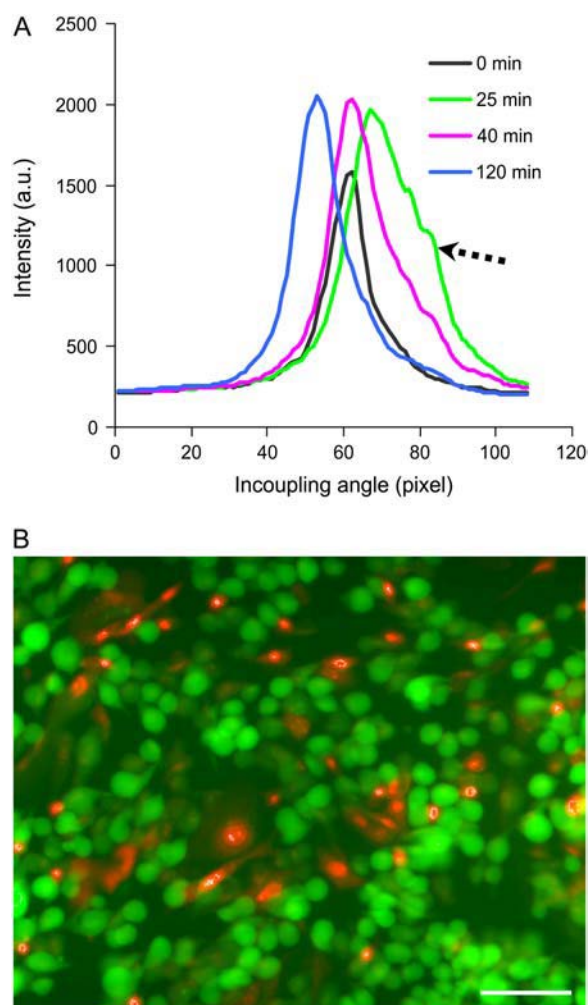 A
2500
2000
1500
1000
500
0
Intensity (a.u.)
0 min
25 min
40 min
120 min
0 20 40 60 80 100 120
Incoupling angle (pixel)
B